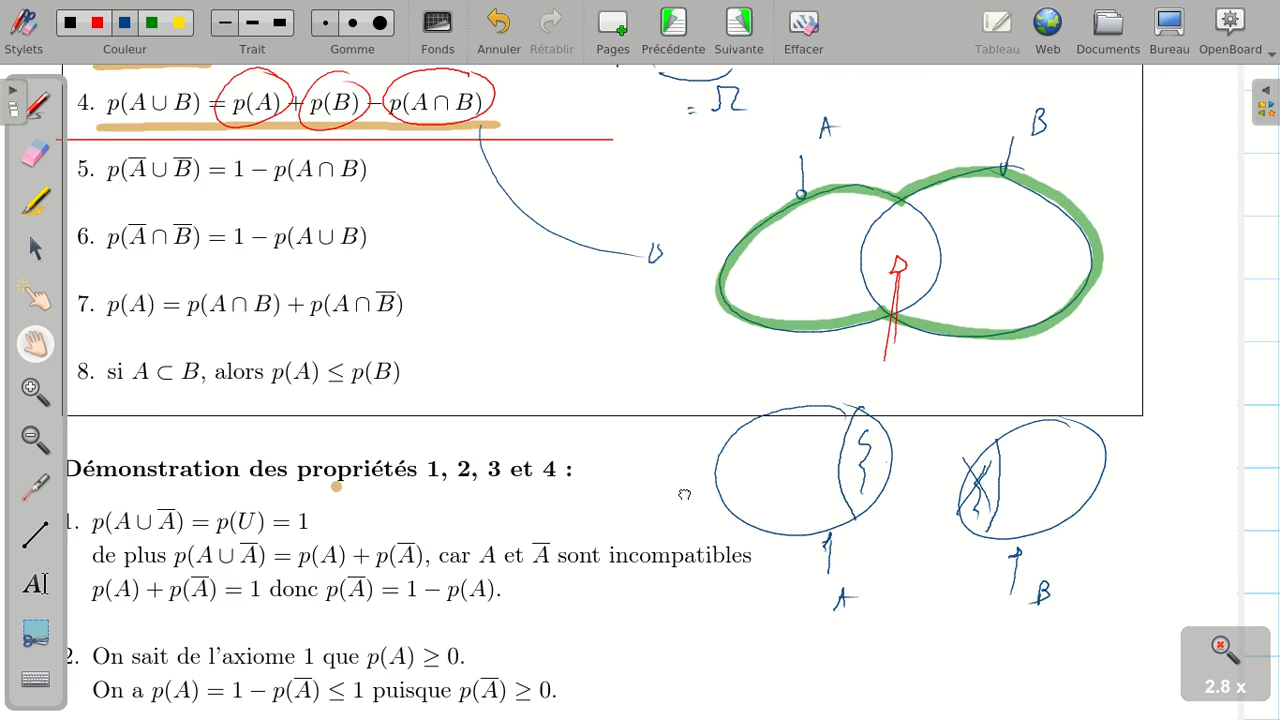 Stylets Couleur Trait Gomme Fonds Annuler Rétablir Pages Précédente Suivante Effacer Tableau Web Documents Bureau OpenBoard
4. p(A ∪ B) = p(A) + p(B) − p(A ∩ B)
= Ω
A
B
5. p(A̅ ∪ B̅) = 1 − p(A ∩ B)
6. p(A̅ ∩ B̅) = 1 − p(A ∪ B)
7. p(A) = p(A ∩ B) + p(A ∩ B̅)
8. si A ⊂ B, alors p(A) ≤ p(B)
Démonstration des propriétés 1, 2, 3 et 4 :
1. p(A ∪ A̅) = p(U) = 1
de plus p(A ∪ A̅) = p(A) + p(A̅), car A et A̅ sont incompatibles
p(A) + p(A̅) = 1 donc p(A̅) = 1 − p(A).
A
B
2. On sait de l'axiome 1 que p(A) ≥ 0.
On a p(A) = 1 − p(A̅) ≤ 1 puisque p(A̅) ≥ 0.
2.8 x